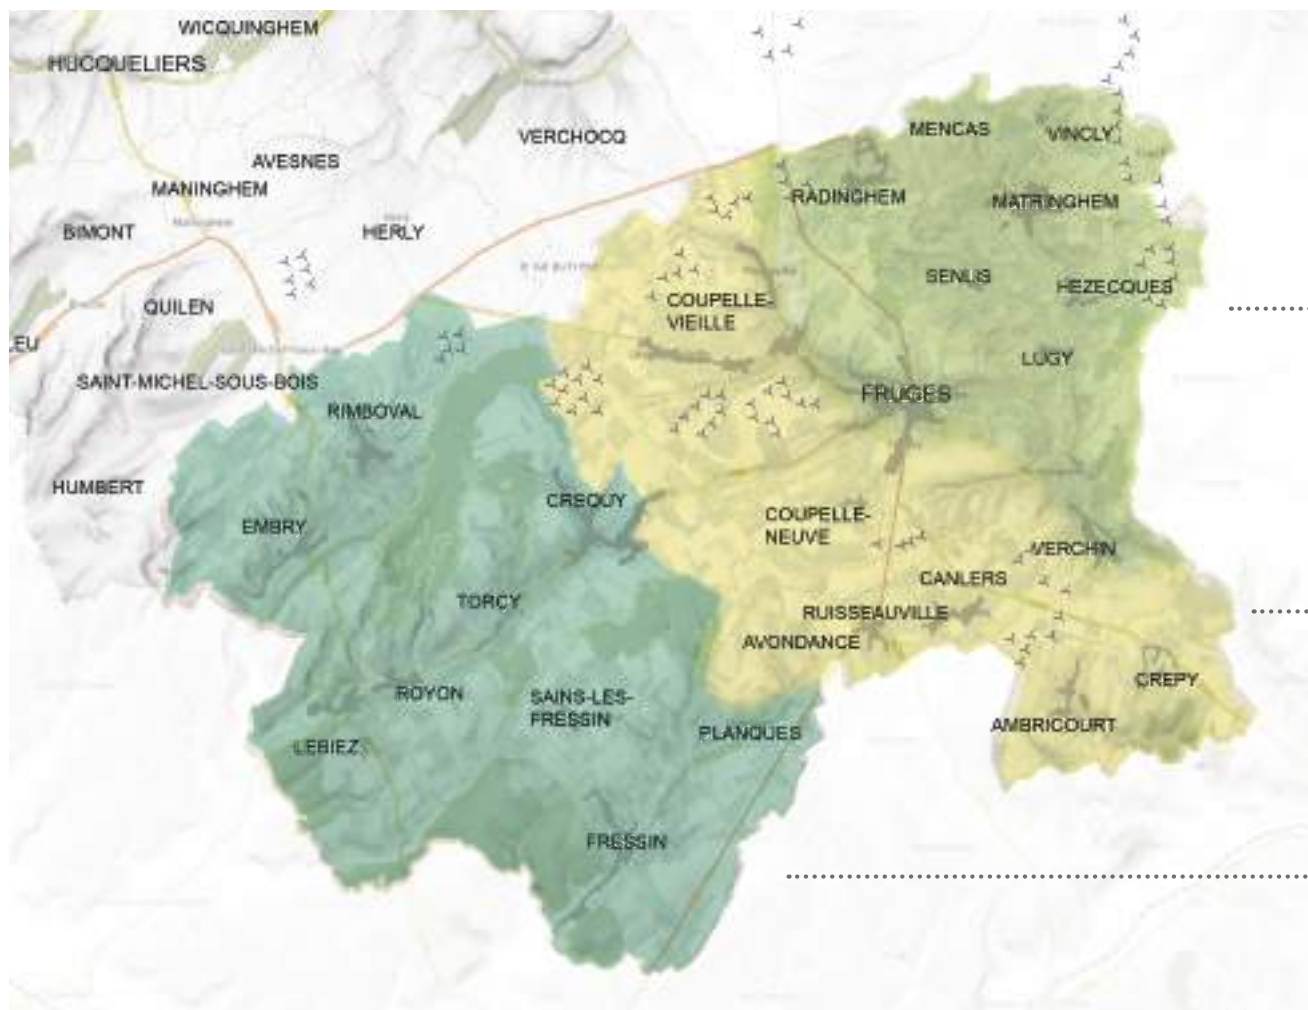 WICQUINGHEM
HUCQUELIERS
MENCAS
VINCLY
VERCHOCQ
AVESNES
MANINGHEM
RADINGHEM
MATRINGHEM
BIMONT
HERLY
SENLIS
HEZECQUES
QUILEN
COUPELLE-
VIEILLE
LUGY
SAINT-MICHEL-SOUS-BOIS
FRUGES
RIMBOVAL
HUMBERT
CREQUY
EMBRY
COUPELLE-
NEUVE
VERCHIN
CANLERS
TORCY
RUISSEAUVILLE
AVONDANCE
CREPY
ROYON
SAINS-LES-
FRESSIN
AMBRICOURT
PLANQUES
LEBIEZ
FRESSIN